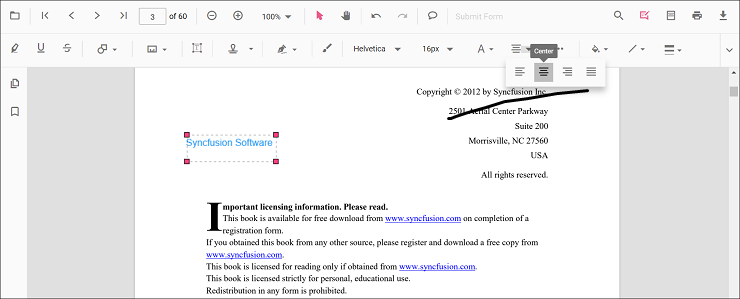 3 of 60 100% Submit Form
Helvetica 16px A
Center
Copyright © 2012 by Syncfusion Inc.
2501 Aerial Center Parkway
Suite 200
Morrisville, NC 27560
USA
All rights reserved.
Syncfusion Software
Important licensing information. Please read.
This book is available for free download from www.syncfusion.com on completion of a
registration form.
If you obtained this book from any other source, please register and download a free copy from
www.syncfusion.com.
This book is licensed for reading only if obtained from www.syncfusion.com.
This book is licensed strictly for personal, educational use.
Redistribution in any form is prohibited.